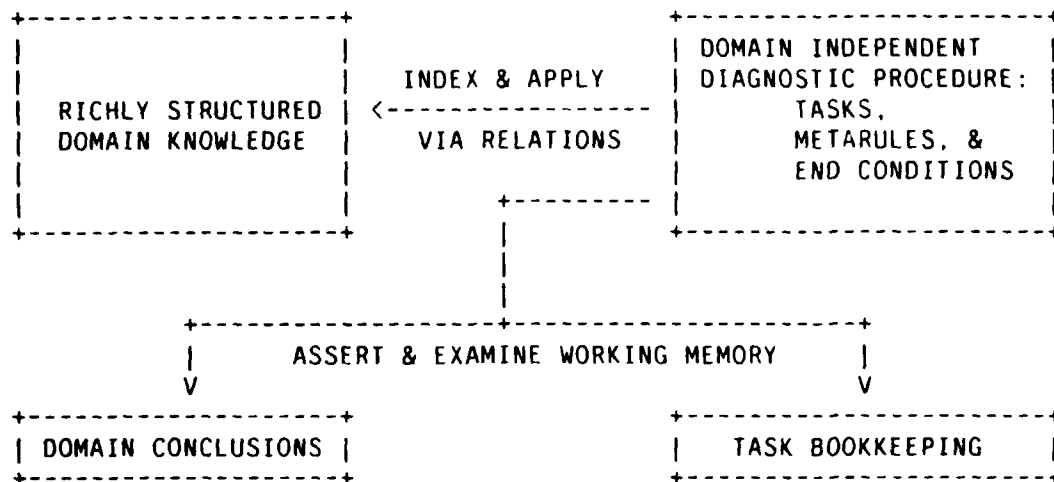 DOMAIN INDEPENDENT
INDEX & APPLY DIAGNOSTIC PROCEDURE:
RICHLY STRUCTURED TASKS,
DOMAIN KNOWLEDGE VIA RELATIONS METARULES, &
END CONDITIONS
ASSERT & EXAMINE WORKING MEMORY
DOMAIN CONCLUSIONS TASK BOOKKEEPING